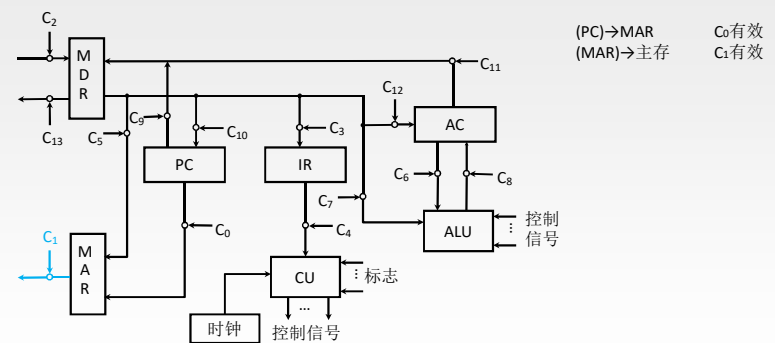 (PC)→MAR C₀有效
(MAR)→主存 C₁有效
C₂
M
D
R
C₁₁
C₁₂
C₁₃
C₅
C₉
C₁₀
C₃
AC
PC
IR
C₆
C₈
C₇
C₀
C₄
ALU
控制
...
信号
C₁
M
A
R
CU
...
标志
时钟
...
控制信号